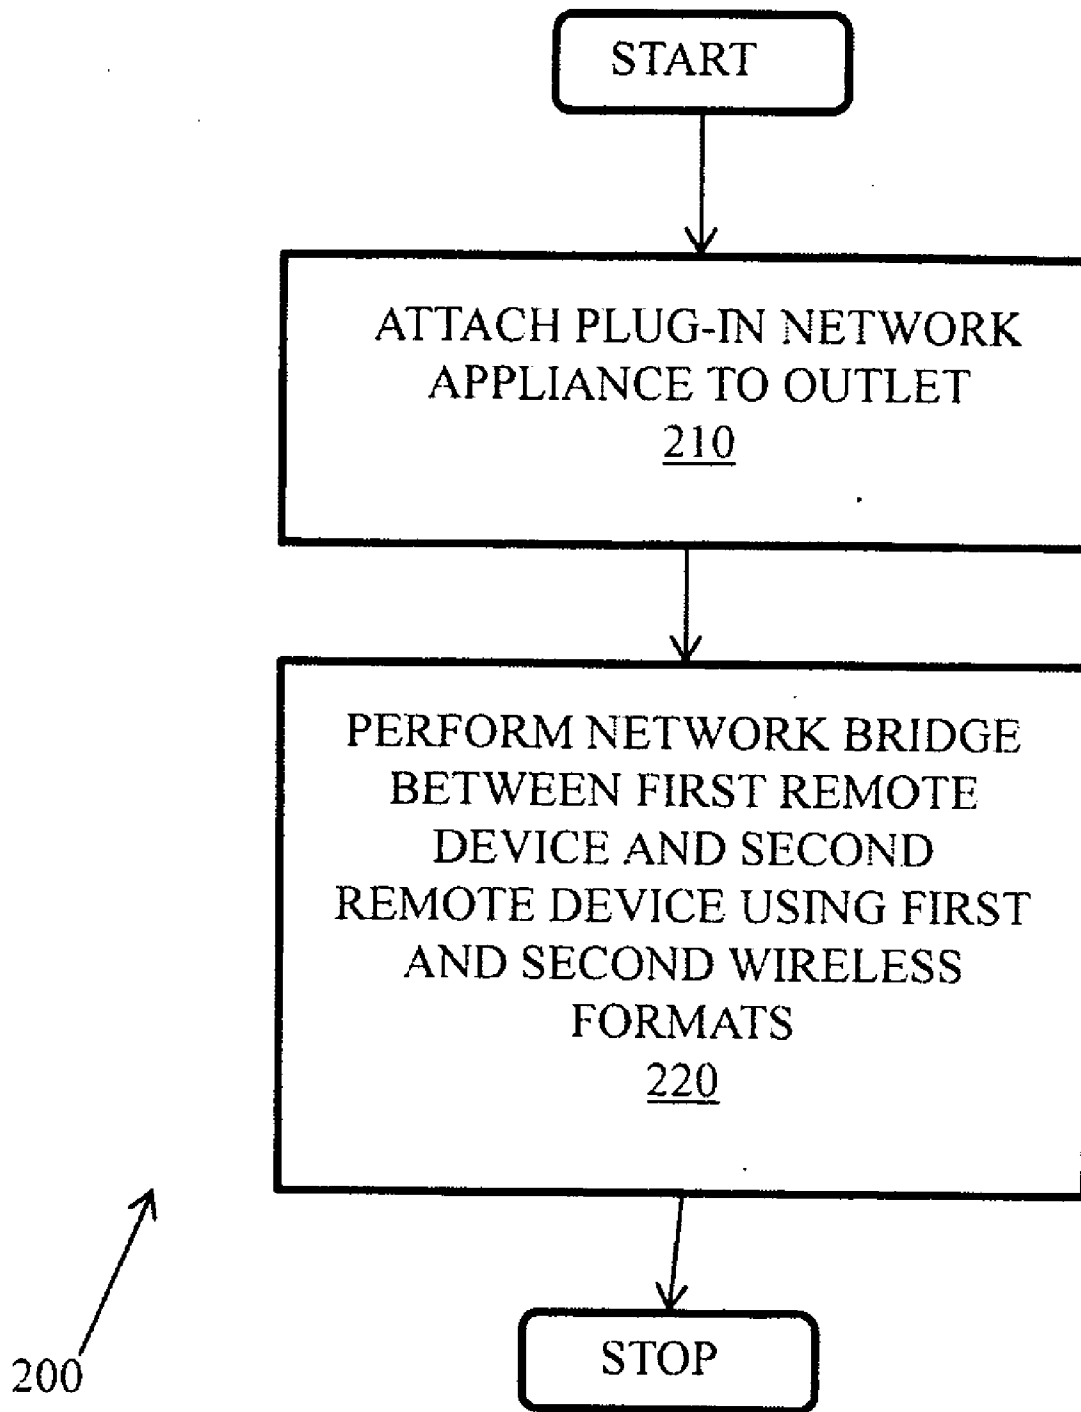 START
ATTACH PLUG-IN NETWORK
APPLIANCE TO OUTLET
210
PERFORM NETWORK BRIDGE
BETWEEN FIRST REMOTE
DEVICE AND SECOND
REMOTE DEVICE USING FIRST
AND SECOND WIRELESS
FORMATS
220
STOP
200